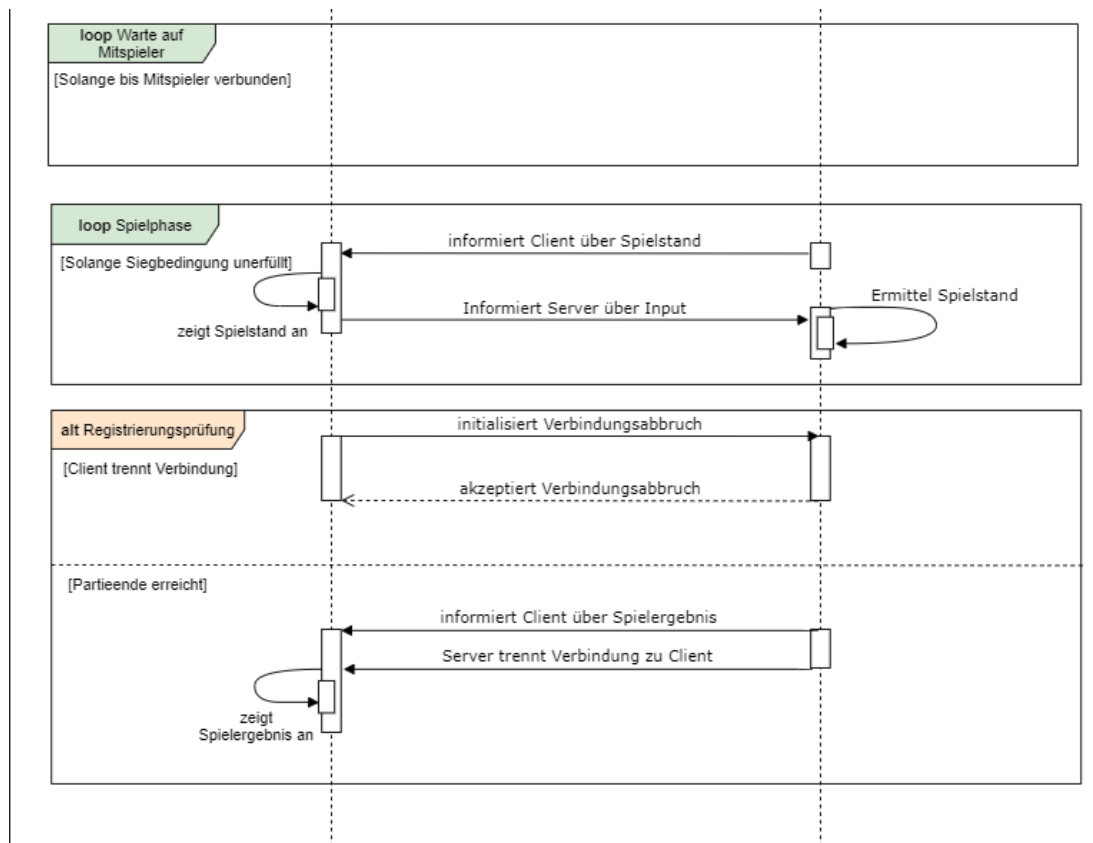 loop Warte auf
Mitspieler
[Solange bis Mitspieler verbunden]
loop Spielphase
informiert Client über Spielstand
[Solange Siegbedingung unerfüllt]
Ermittel Spielstand
Informiert Server über Input
zeigt Spielstand an
alt Registrierungsprüfung
initialisiert Verbindungsabbruch
[Client trennt Verbindung]
akzeptiert Verbindungsabbruch
[Partieende erreicht]
informiert Client über Spielergebnis
Server trennt Verbindung zu Client
zeigt
Spielergebnis an